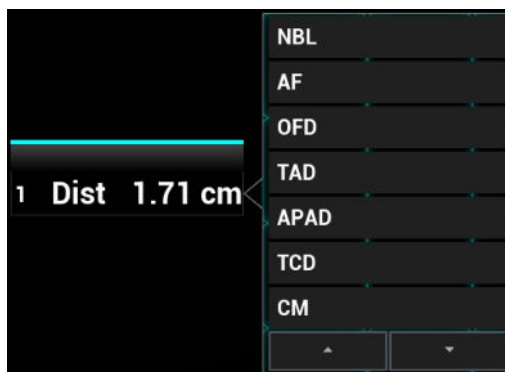 1 Dist 1.71 cm
NBL
AF
OFD
TAD
APAD
TCD
CM